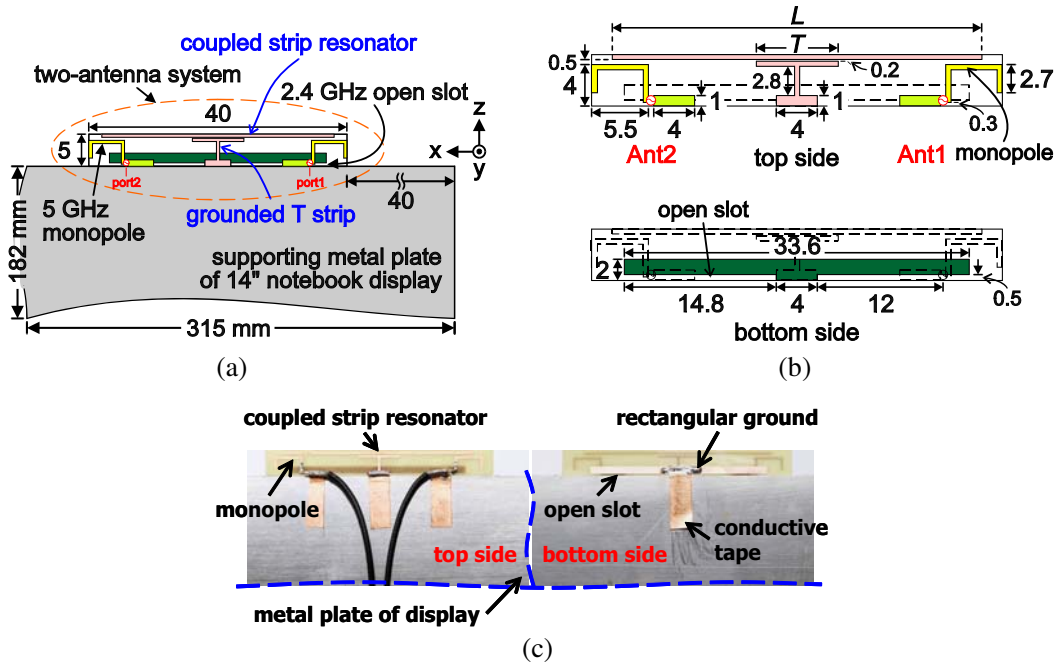 coupled strip resonator
two-antenna system
2.4 GHz open slot
40
5
z
x
y
port2
port1
40
5 GHz
monopole
grounded T strip
182 mm
supporting metal plate
of 14" notebook display
315 mm
(a)
L
T
0.5
4
2.8
0.2
2.7
1
1
0.3
5.5
4
4
Ant2
Ant1
monopole
top side
open slot
33.6
2
0.5
14.8
4
12
bottom side
(b)
coupled strip resonator
rectangular ground
monopole
open slot
conductive
tape
top side
bottom side
metal plate of display
(c)